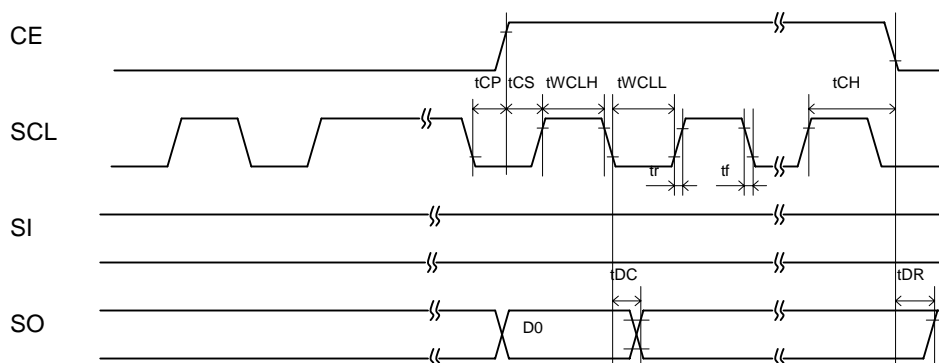 CE
tCP tCS tWCLH tWCLL tCH
SCL
tr tf
SI
tDC tDR
SO D0